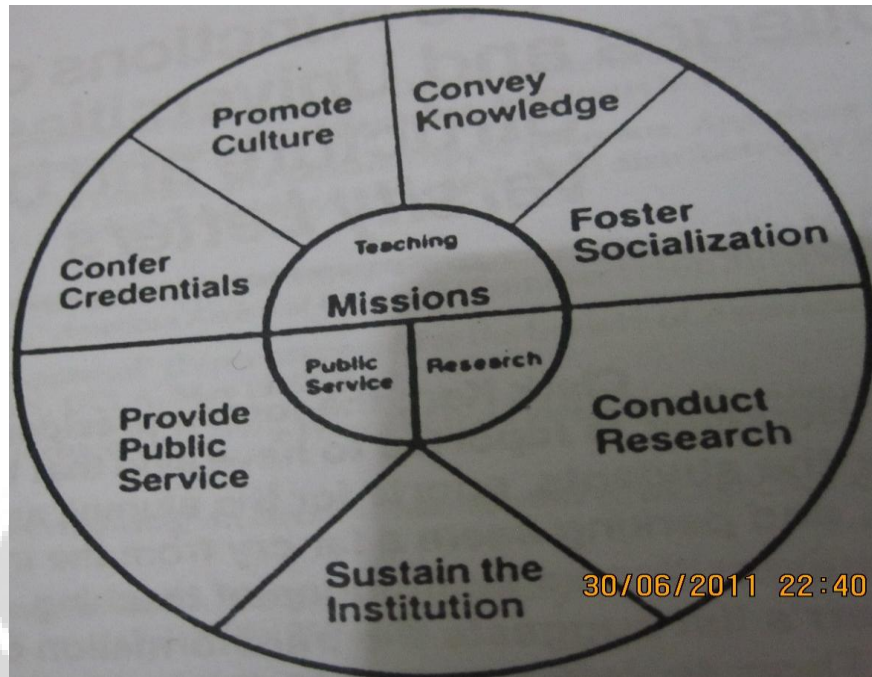 Promote
Culture
Convey
Knowledge
Confer
Credentials
Foster
Socialization
Teaching
Missions
Public
Service
Research
Provide
Public
Service
Conduct
Research
Sustain the
Institution
30/06/2011 22:40